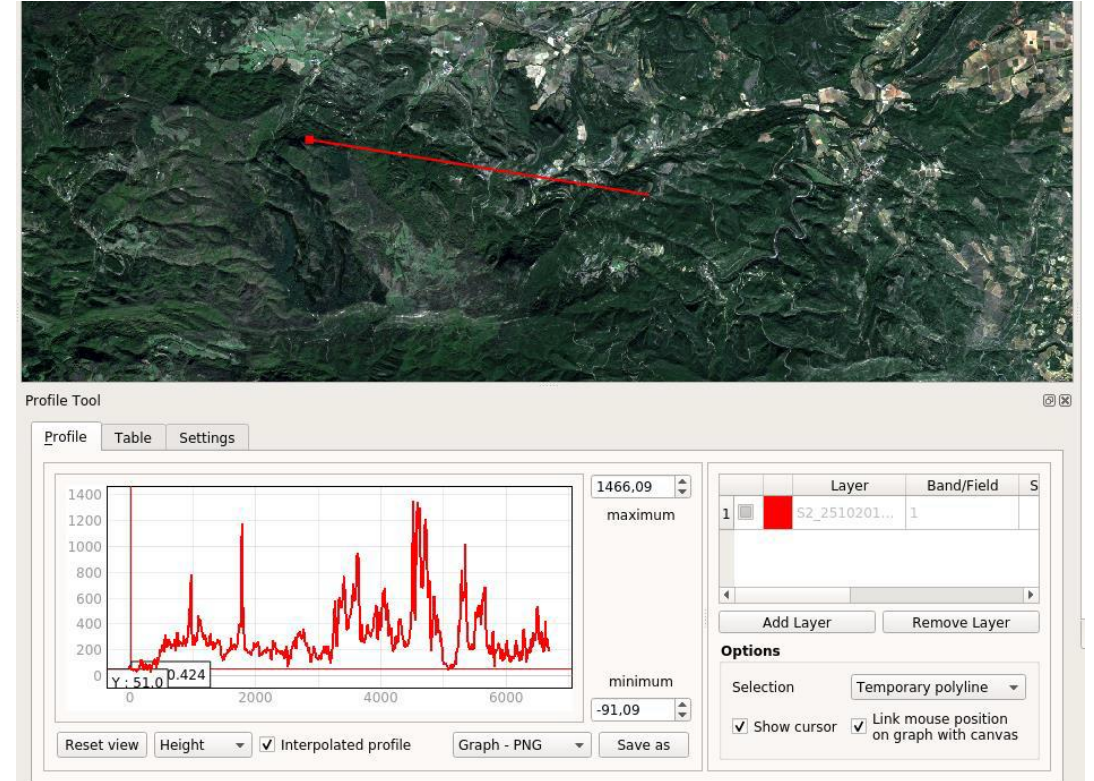 Profile Tool
Profile Table Settings
1400
1200
1000
800
600
400
200
0
0.424
Y : 51.0
0 2000 4000 6000
1466,09
maximum
minimum
-91,09
Reset view Height Interpolated profile Graph - PNG Save as
Layer Band/Field S
1 S2_2510201... 1
Add Layer Remove Layer
Options
Selection Temporary polyline
Show cursor Link mouse position
on graph with canvas